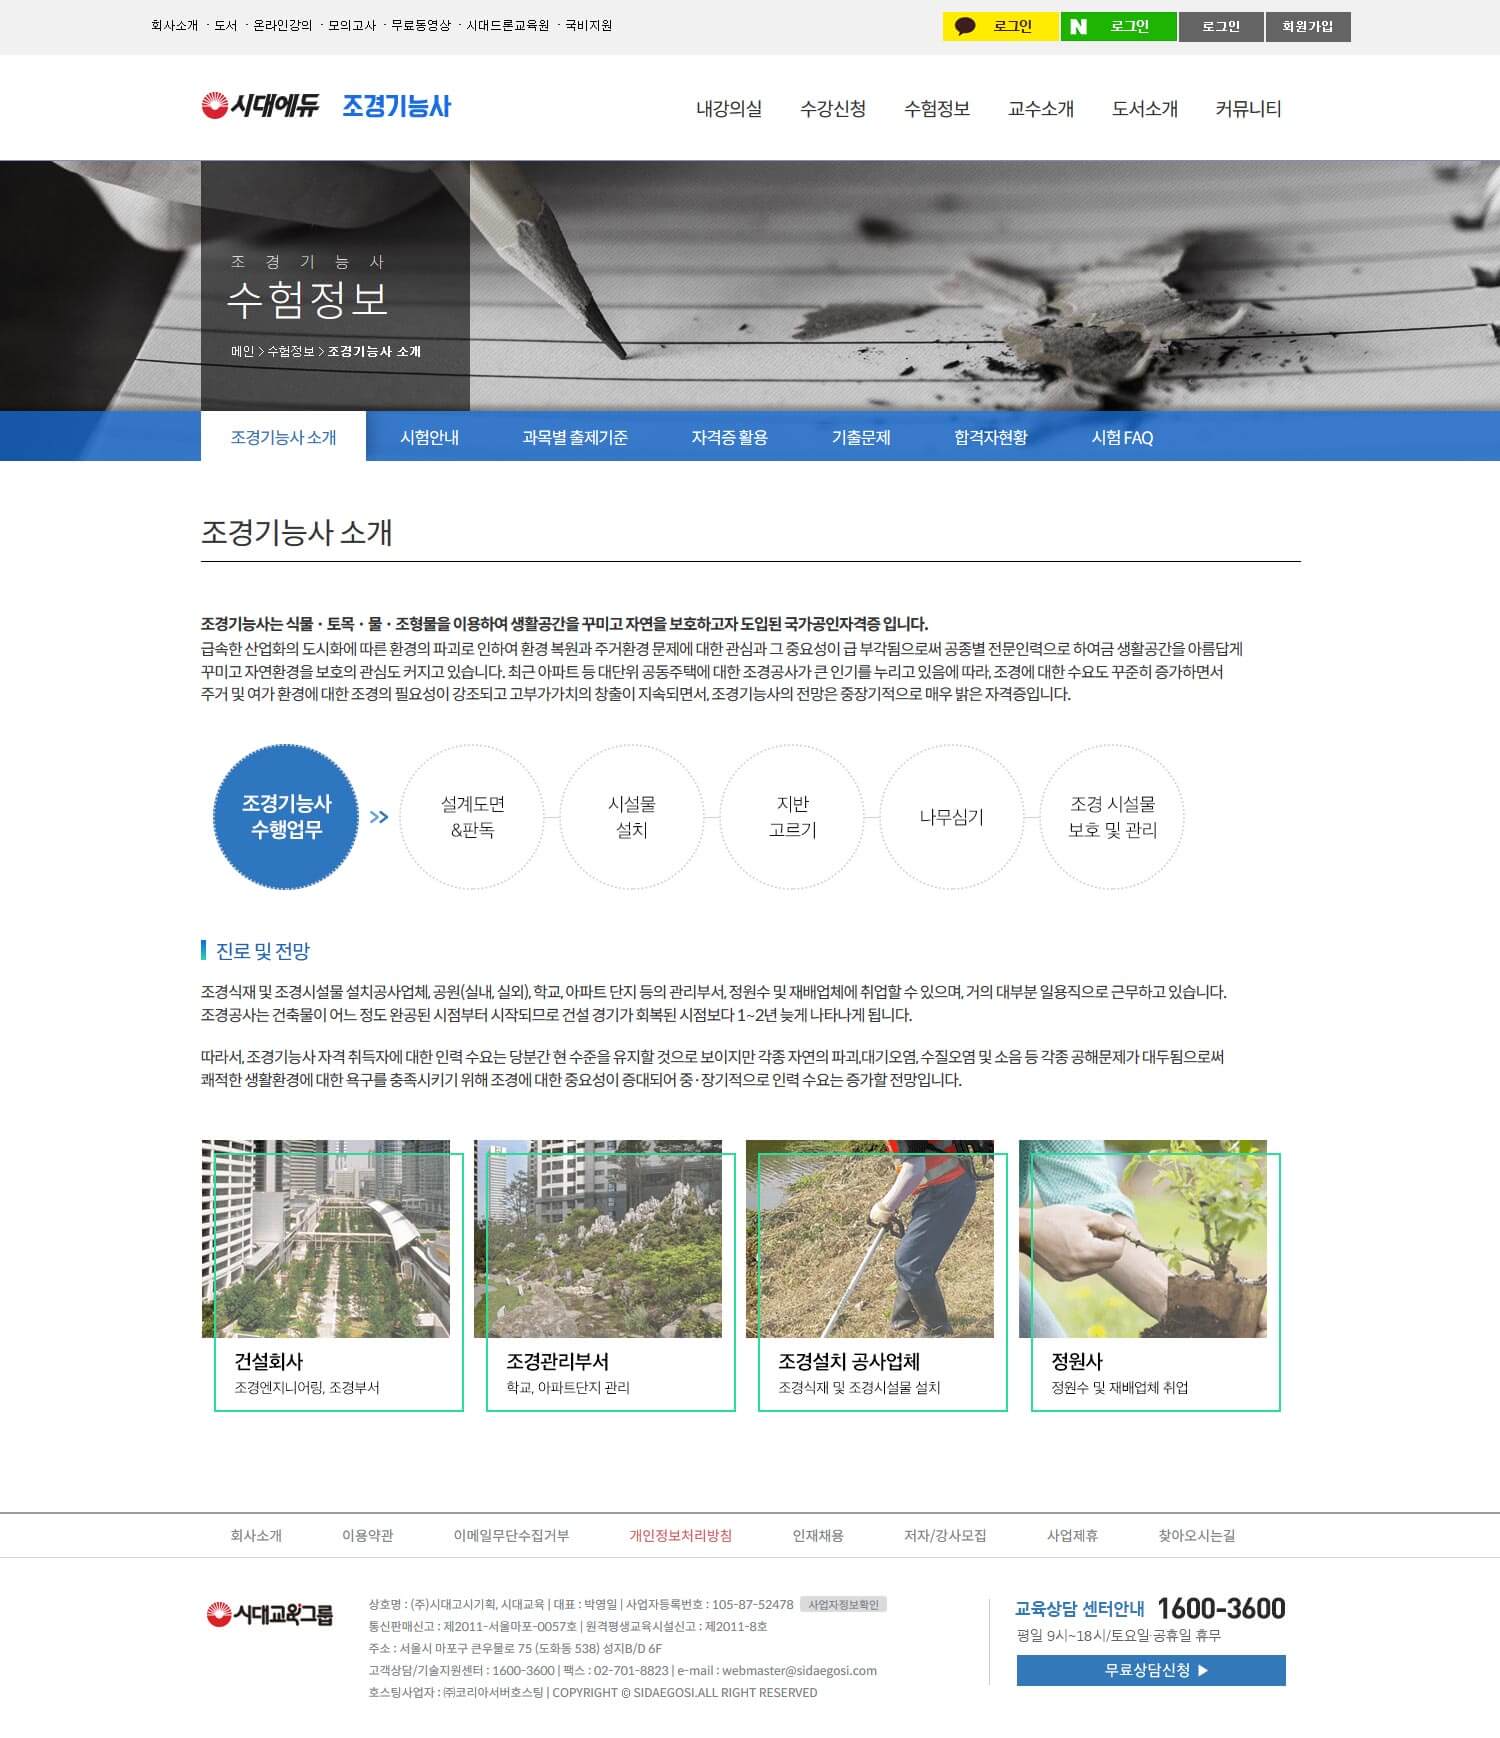 회사소개 · 도서 · 온라인강의 · 모의고사 · 무료동영상 · 시대드론교육원 · 국비지원
로그인 로그인 로그인 회원가입
시대에듀 조경기능사
내강의실 수강신청 수험정보 교수소개 도서소개 커뮤니티
조경기능사
수험정보
메인 > 수험정보 > 조경기능사 소개
조경기능사 소개 시험안내 과목별 출제기준 자격증 활용 기출문제 합격자현황 시험 FAQ
조경기능사 소개
조경기능사는 식물 · 토목 · 물 · 조형물을 이용하여 생활공간을 꾸미고 자연을 보호하고자 도입된 국가공인자격증 입니다.
급속한 산업화의 도시화에 따른 환경의 파괴로 인하여 환경 복원과 주거환경 문제에 대한 관심과 그 중요성이 급 부각됨으로써 공종별 전문인력으로 하여금 생활공간을 아름답게
꾸미고 자연환경을 보호의 관심도 커지고 있습니다. 최근 아파트 등 대단위 공동주택에 대한 조경공사가 큰 인기를 누리고 있음에 따라, 조경에 대한 수요도 꾸준히 증가하면서
주거 및 여가 환경에 대한 조경의 필요성이 강조되고 고부가가치의 창출이 지속되면서, 조경기능사의 전망은 중장기적으로 매우 밝은 자격증입니다.
조경기능사
수행업무
설계도면
&판독
시설물
설치
지반
고르기
나무심기
조경 시설물
보호 및 관리
진로 및 전망
조경식재 및 조경시설물 설치공사업체, 공원(실내, 실외), 학교, 아파트 단지 등의 관리부서, 정원수 및 재배업체에 취업할 수 있으며, 거의 대부분 일용직으로 근무하고 있습니다.
조경공사는 건축물이 어느 정도 완공된 시점부터 시작되므로 건설 경기가 회복된 시점보다 1~2년 늦게 나타나게 됩니다.
따라서, 조경기능사 자격 취득자에 대한 인력 수요는 당분간 현 수준을 유지할 것으로 보이지만 각종 자연의 파괴,대기오염, 수질오염 및 소음 등 각종 공해문제가 대두됨으로써
쾌적한 생활환경에 대한 욕구를 충족시키기 위해 조경에 대한 중요성이 증대되어 중·장기적으로 인력 수요는 증가할 전망입니다.
건설회사
조경엔지니어링, 조경부서
조경관리부서
학교, 아파트단지 관리
조경설치 공사업체
조경식재 및 조경시설물 설치
정원사
정원수 및 재배업체 취업
회사소개 이용약관 이메일무단수집거부 개인정보처리방침 인재채용 저자/강사모집 사업제휴 찾아오시는길
시대교육그룹
상호명 : (주)시대고시기획, 시대교육 | 대표 : 박영일 | 사업자등록번호 : 105-87-52478 사업자정보확인
통신판매신고 : 제2011-서울마포-0057호 | 원격평생교육시설신고 : 제2011-8호
주소 : 서울시 마포구 큰우물로 75 (도화동 538) 성지B/D 6F
고객상담/기술지원센터 : 1600-3600 | 팩스 : 02-701-8823 | e-mail : webmaster@sidaegosi.com
호스팅사업자 : ㈜코리아서버호스팅 | COPYRIGHT © SIDAEGOSI.ALL RIGHT RESERVED
교육상담 센터안내 1600-3600
평일 9시~18시/토요일·공휴일 휴무
무료상담신청 ▶